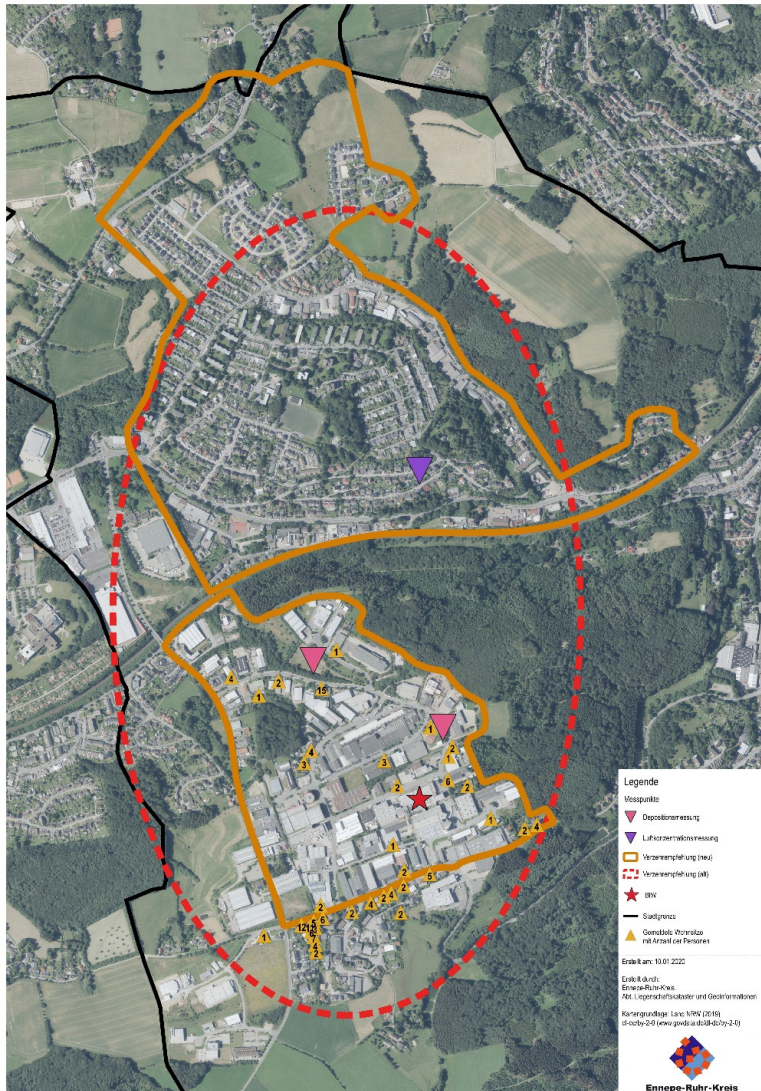 1
4
2
1
15
1
4
3
3
2
1
2
6
2
1
2
4
1
2
5
2
4
2
4
2
2
2
6
5
12
7
4
2
1
Legende
Messpunkte
Depositionsmessung
Luftkonzentrationsmessung
Verzehrempfehlung (neu)
Verzehrempfehlung (alt)
Stadtgrenze
Gemeldete Wohnsitze
mit Anzahl der Personen
Erstellt am: 10.01.2020
Erstellt durch:
Ennepe-Ruhr-Kreis
Abt. Liegenschaftskataster und Geoinformationen
Kartengrundlage: Land NRW (2019)
dl-de/by-2-0 (www.govdata.de/dl-de/by-2-0)
Ennepe-Ruhr-Kreis